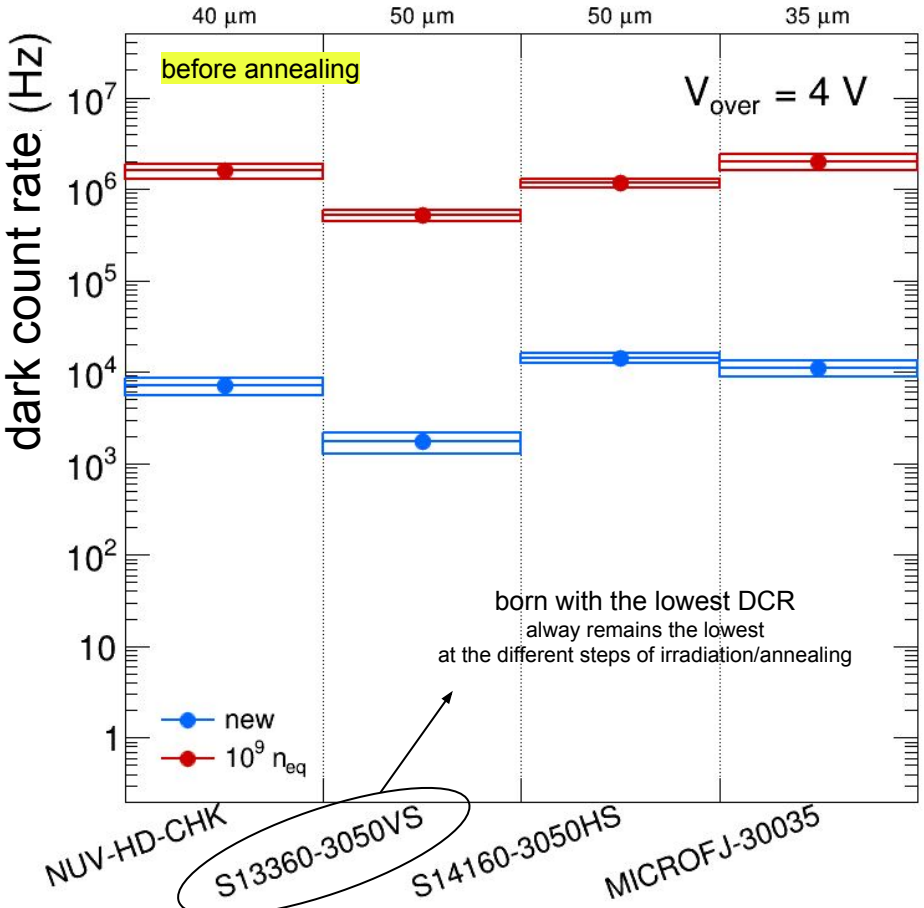 40 μm 50 μm 50 μm 35 μm
before annealing
V_over = 4 V
dark count rate (Hz)
10^7
10^6
10^5
10^4
10^3
10^2
10
1
born with the lowest DCR
alway remains the lowest
at the different steps of irradiation/annealing
new
10^9 n_eq
NUV-HD-CHK
S13360-3050VS
S14160-3050HS
MICROFJ-30035